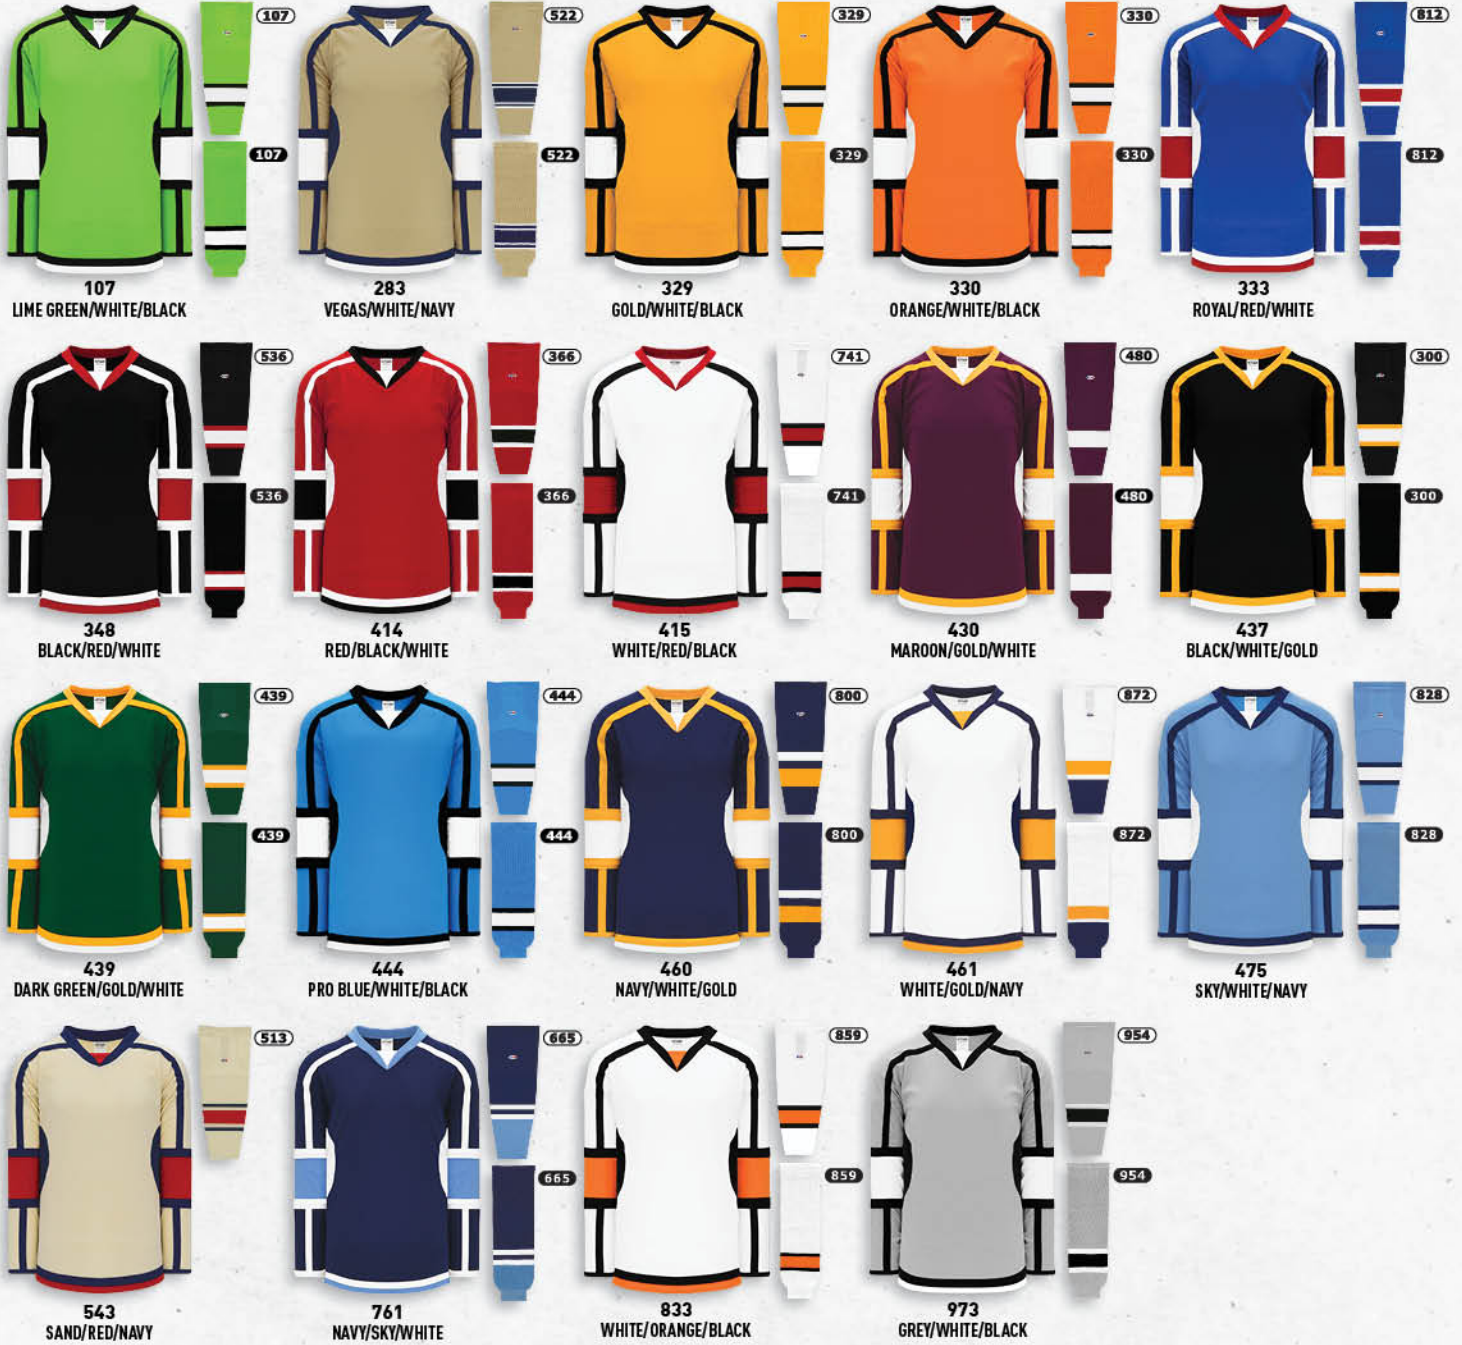 107
522
329
330
812
107
522
329
330
812
107
283
329
330
333
LIME GREEN/WHITE/BLACK
VEGAS/WHITE/NAVY
GOLD/WHITE/BLACK
ORANGE/WHITE/BLACK
ROYAL/RED/WHITE
536
366
741
480
300
536
366
741
480
300
348
414
415
430
437
BLACK/RED/WHITE
RED/BLACK/WHITE
WHITE/RED/BLACK
MAROON/GOLD/WHITE
BLACK/WHITE/GOLD
439
444
800
872
828
439
444
800
872
828
439
444
460
461
475
DARK GREEN/GOLD/WHITE
PRO BLUE/WHITE/BLACK
NAVY/WHITE/GOLD
WHITE/GOLD/NAVY
SKY/WHITE/NAVY
513
665
859
954
665
859
954
543
761
833
973
SAND/RED/NAVY
NAVY/SKY/WHITE
WHITE/ORANGE/BLACK
GREY/WHITE/BLACK